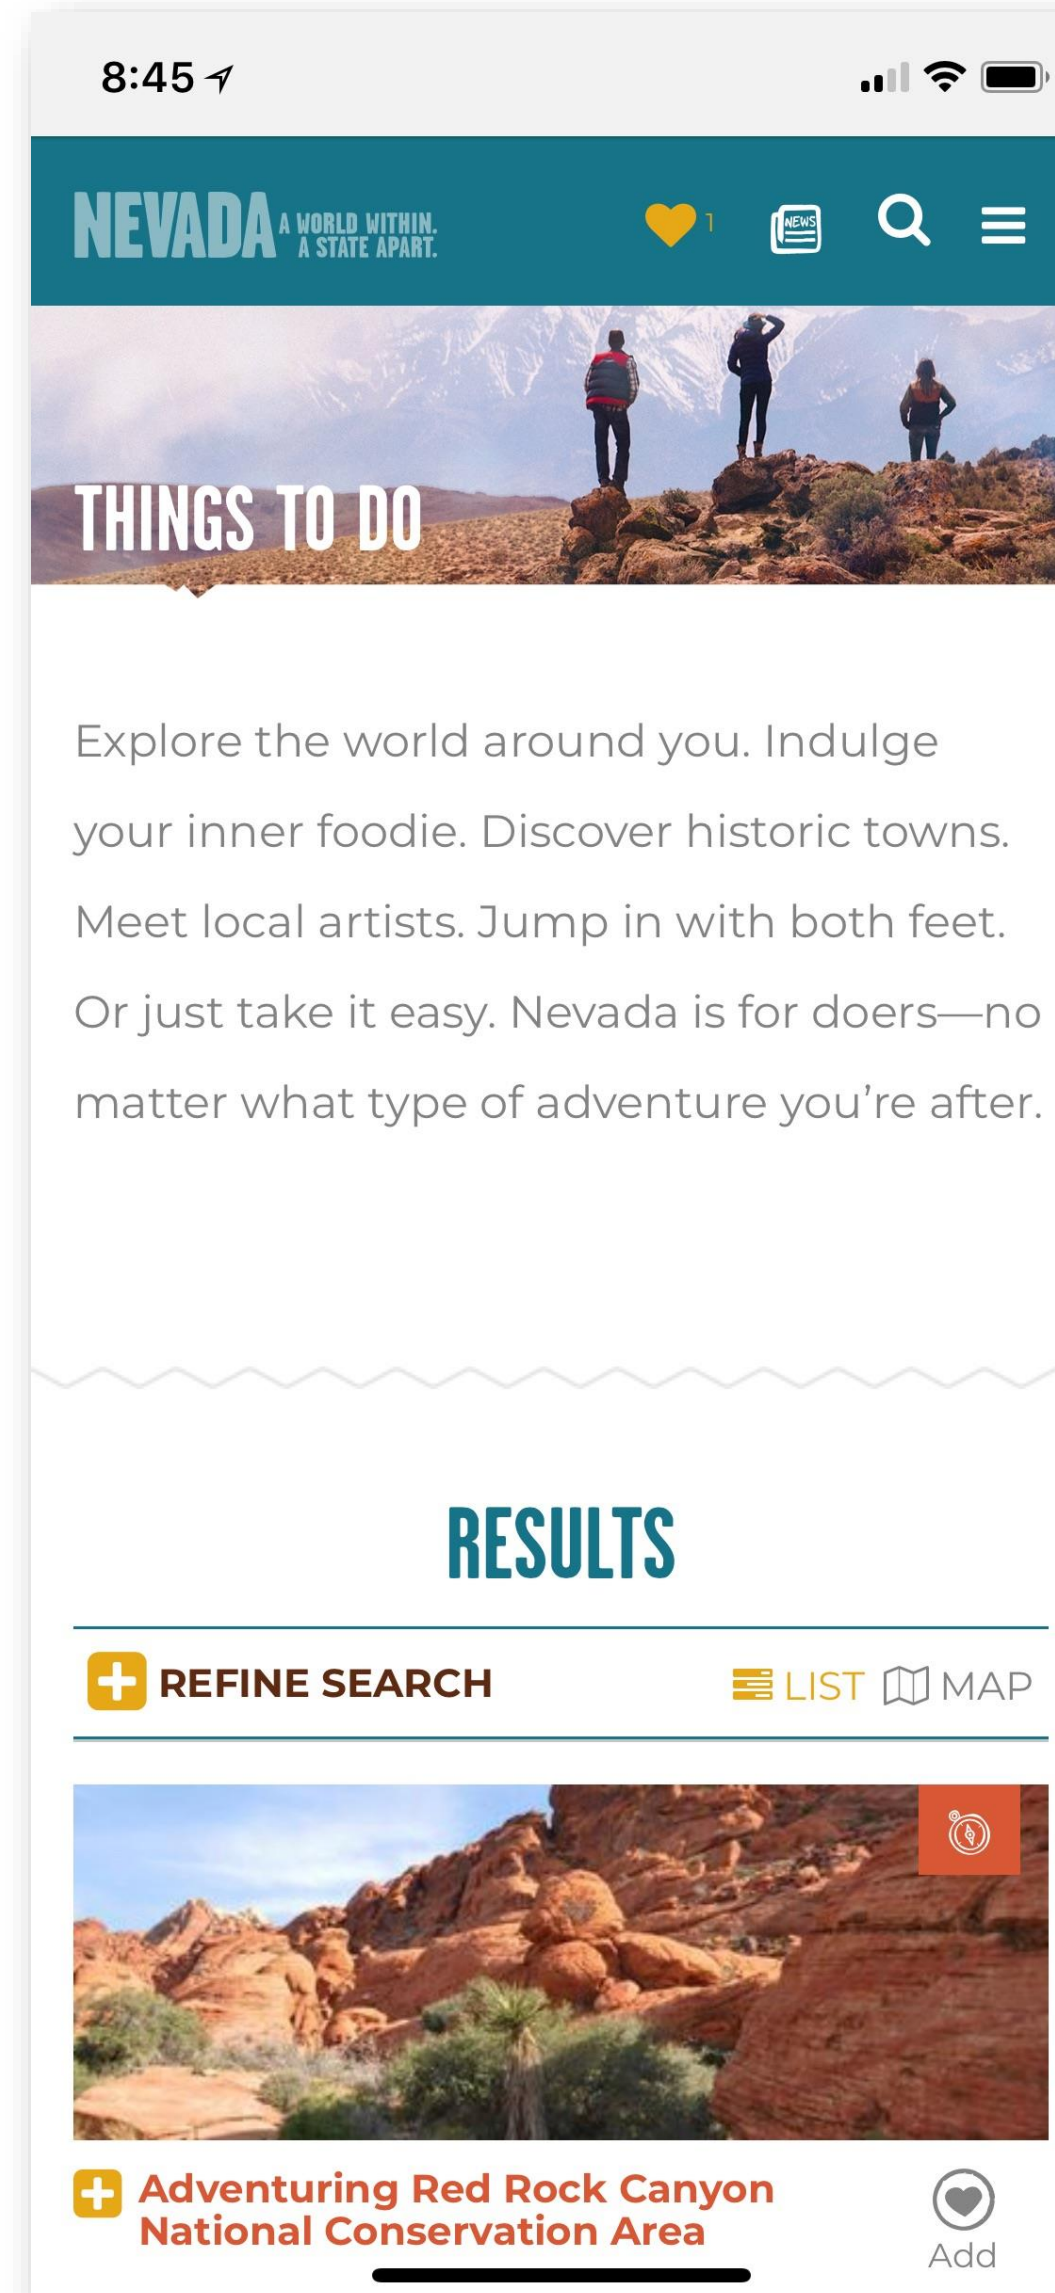 8:45
NEVADA A WORLD WITHIN.
A STATE APART.
1
NEWS
THINGS TO DO
Explore the world around you. Indulge
your inner foodie. Discover historic towns.
Meet local artists. Jump in with both feet.
Or just take it easy. Nevada is for doers—no
matter what type of adventure you’re after.
RESULTS
REFINE SEARCH
LIST MAP
Adventuring Red Rock Canyon
National Conservation Area
Add